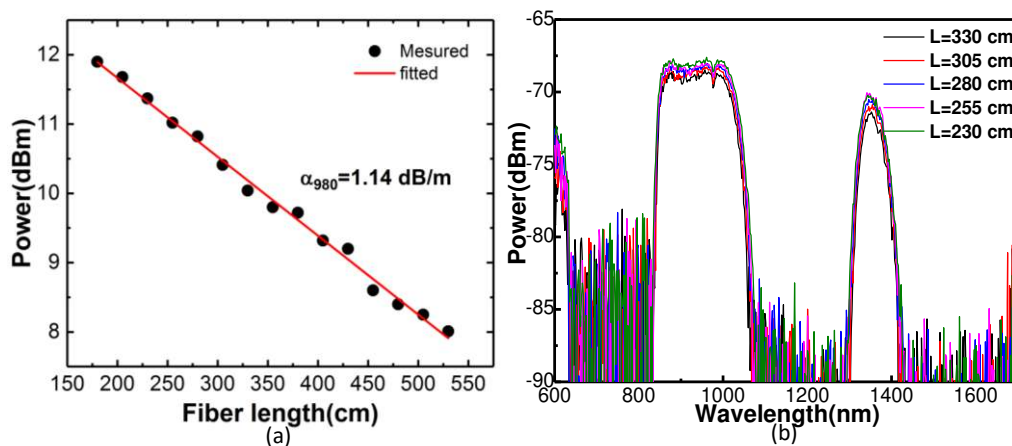 12
11
10
9
8
Power(dBm)
Mesured
fitted
α980=1.14 dB/m
150 200 250 300 350 400 450 500 550
Fiber length(cm)
(a)
-65
-70
-75
-80
-85
-90
Power(dBm)
L=330 cm
L=305 cm
L=280 cm
L=255 cm
L=230 cm
600 800 1000 1200 1400 1600
Wavelength(nm)
(b)